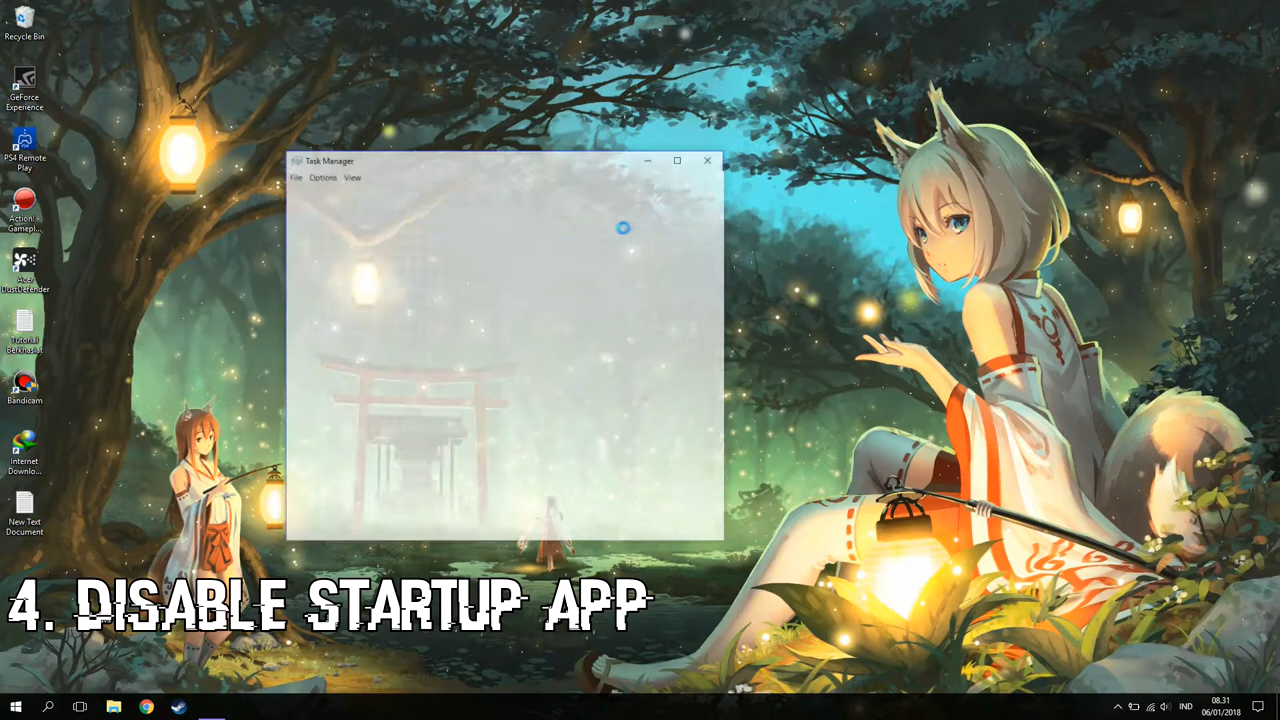 Recycle Bin
GeForce
Experience
PS4 Remote
Play
Action! -
Gamepl...
Acer
DustDefender
Tutorial
Berkhasiat
Bandicam
Internet
Downlo...
New Text
Document
Task Manager
File Options View
4. DISABLE STARTUP APP
IND
08.31
06/01/2018